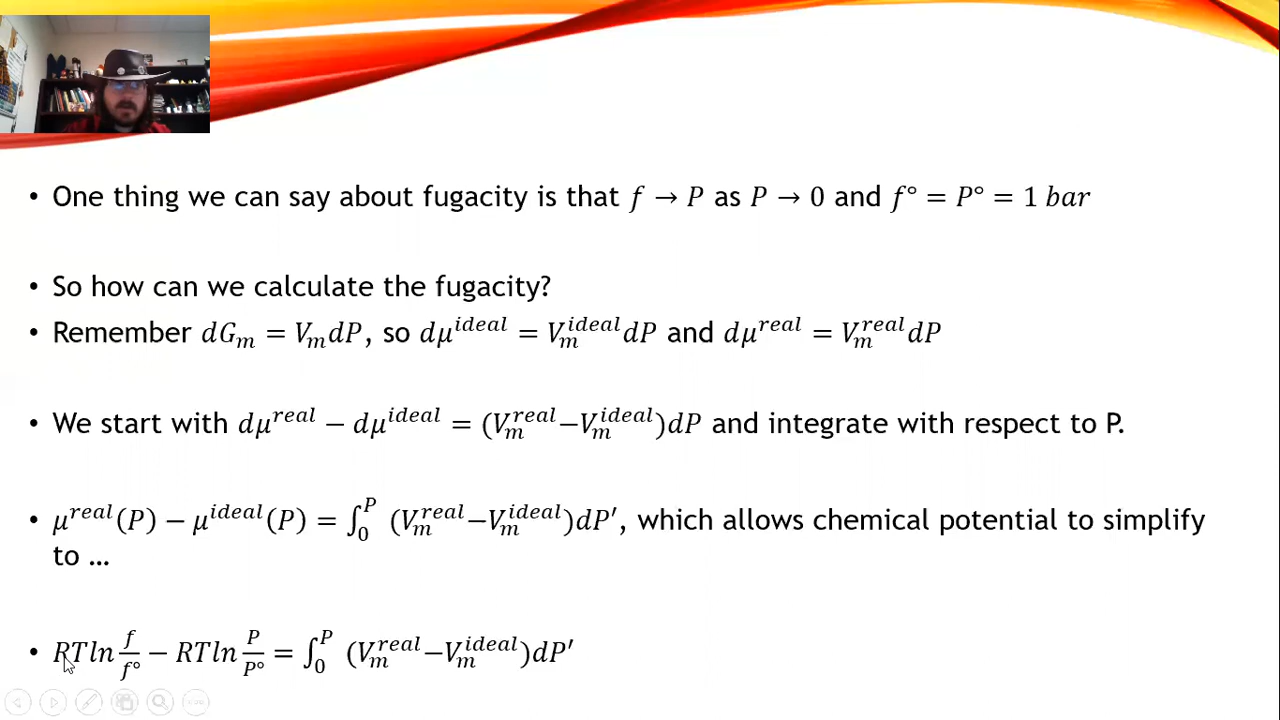 • One thing we can say about fugacity is that f → P as P → 0 and f° = P° = 1 bar
• So how can we calculate the fugacity?
• Remember dG_m = V_m dP, so dμ^{ideal} = V_m^{ideal} dP and dμ^{real} = V_m^{real} dP
• We start with dμ^{real} − dμ^{ideal} = (V_m^{real}−V_m^{ideal})dP and integrate with respect to P.
• μ^{real}(P) − μ^{ideal}(P) = ∫_0^P (V_m^{real}−V_m^{ideal})dP′, which allows chemical potential to simplify
to …
• RTln f/f° − RTln P/P° = ∫_0^P (V_m^{real}−V_m^{ideal})dP′